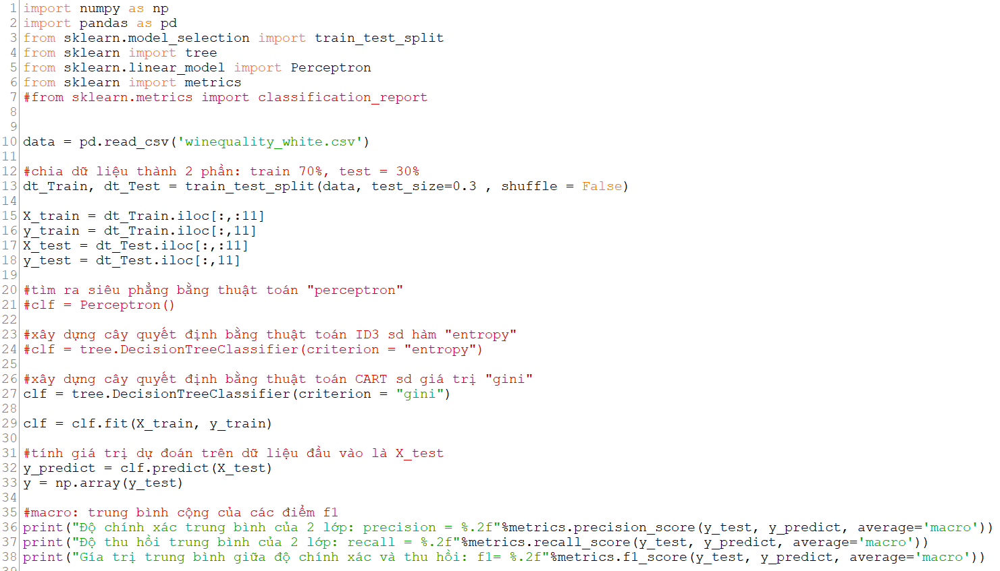 1 import numpy as np
2 import pandas as pd
3 from sklearn.model_selection import train_test_split
4 from sklearn import tree
5 from sklearn.linear_model import Perceptron
6 from sklearn import metrics
7 #from sklearn.metrics import classification_report
8
9
10 data = pd.read_csv('winequality_white.csv')
11
12 #chia dữ liệu thành 2 phần: train 70%, test = 30%
13 dt_Train, dt_Test = train_test_split(data, test_size=0.3 , shuffle = False)
14
15 X_train = dt_Train.iloc[:,:11]
16 y_train = dt_Train.iloc[:,11]
17 X_test = dt_Test.iloc[:,:11]
18 y_test = dt_Test.iloc[:,11]
19
20 #tìm ra siêu phẳng bằng thuật toán "perceptron"
21 #clf = Perceptron()
22
23 #xây dựng cây quyết định bằng thuật toán ID3 sd hàm "entropy"
24 #clf = tree.DecisionTreeClassifier(criterion = "entropy")
25
26 #xây dựng cây quyết định bằng thuật toán CART sd giá trị "gini"
27 clf = tree.DecisionTreeClassifier(criterion = "gini")
28
29 clf = clf.fit(X_train, y_train)
30
31 #tính giá trị dự đoán trên dữ liệu đầu vào là X_test
32 y_predict = clf.predict(X_test)
33 y = np.array(y_test)
34
35 #macro: trung bình cộng của các điểm f1
36 print("Độ chính xác trung bình của 2 lớp: precision = %.2f"%metrics.precision_score(y_test, y_predict, average='macro'))
37 print("Độ thu hồi trung bình của 2 lớp: recall = %.2f"%metrics.recall_score(y_test, y_predict, average='macro'))
38 print("Gía trị trung bình giữa độ chính xác và thu hồi: f1= %.2f"%metrics.f1_score(y_test, y_predict, average='macro'))
39